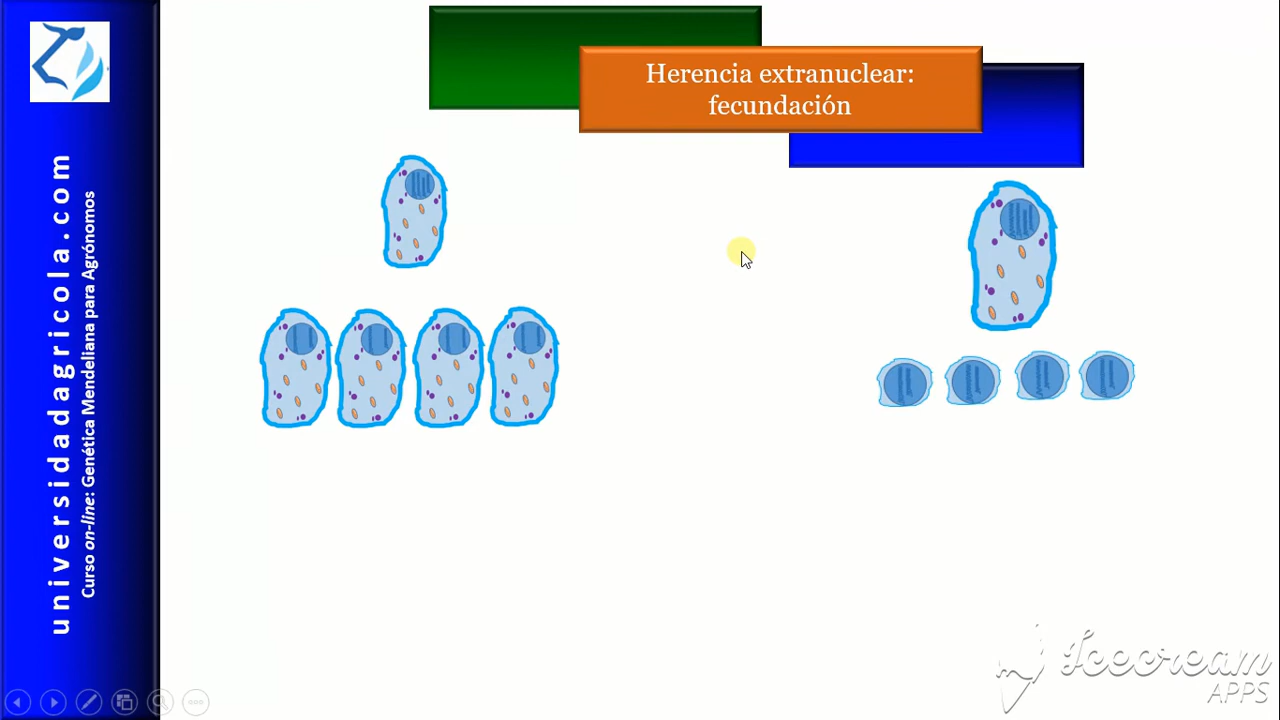 Herencia extranuclear:
fecundación
universidadagricola.com
Curso on-line: Genética Mendeliana para Agrónomos
Icecream
APPS